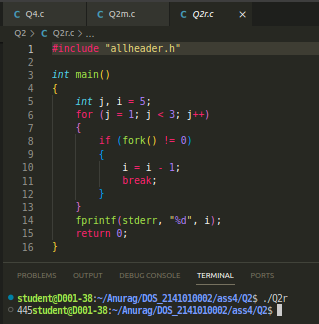 C Q4.c C Q2m.c C Q2r.c ×
Q2 > C Q2r.c > ...
1 #include "allheader.h"
2
3 int main()
4 {
5 int j, i = 5;
6 for (j = 1; j < 3; j++)
7 {
8 if (fork() != 0)
9 {
10 i = i - 1;
11 break;
12 }
13 }
14 fprintf(stderr, "%d", i);
15 return 0;
16 }
PROBLEMS OUTPUT DEBUG CONSOLE TERMINAL PORTS
student@D001-38:~/Anurag/DOS_2141010002/ass4/Q2$ ./Q2r
445student@D001-38:~/Anurag/DOS_2141010002/ass4/Q2$